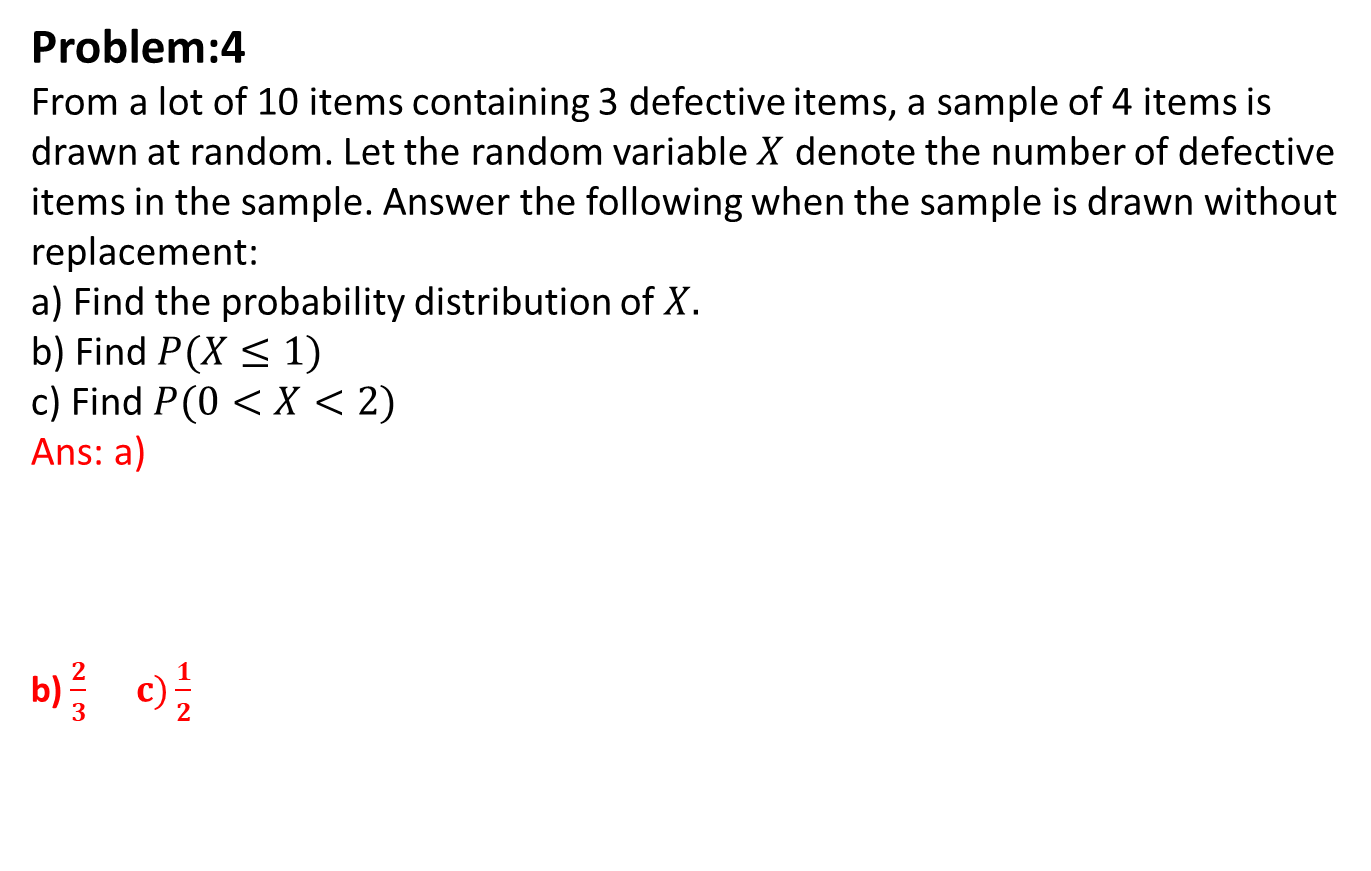 Problem:4
From a lot of 10 items containing 3 defective items, a sample of 4 items is
drawn at random. Let the random variable X denote the number of defective
items in the sample. Answer the following when the sample is drawn without
replacement:
a) Find the probability distribution of X.
b) Find P(X ≤ 1)
c) Find P(0 < X < 2)
Ans: a)
b) 2/3 c) 1/2